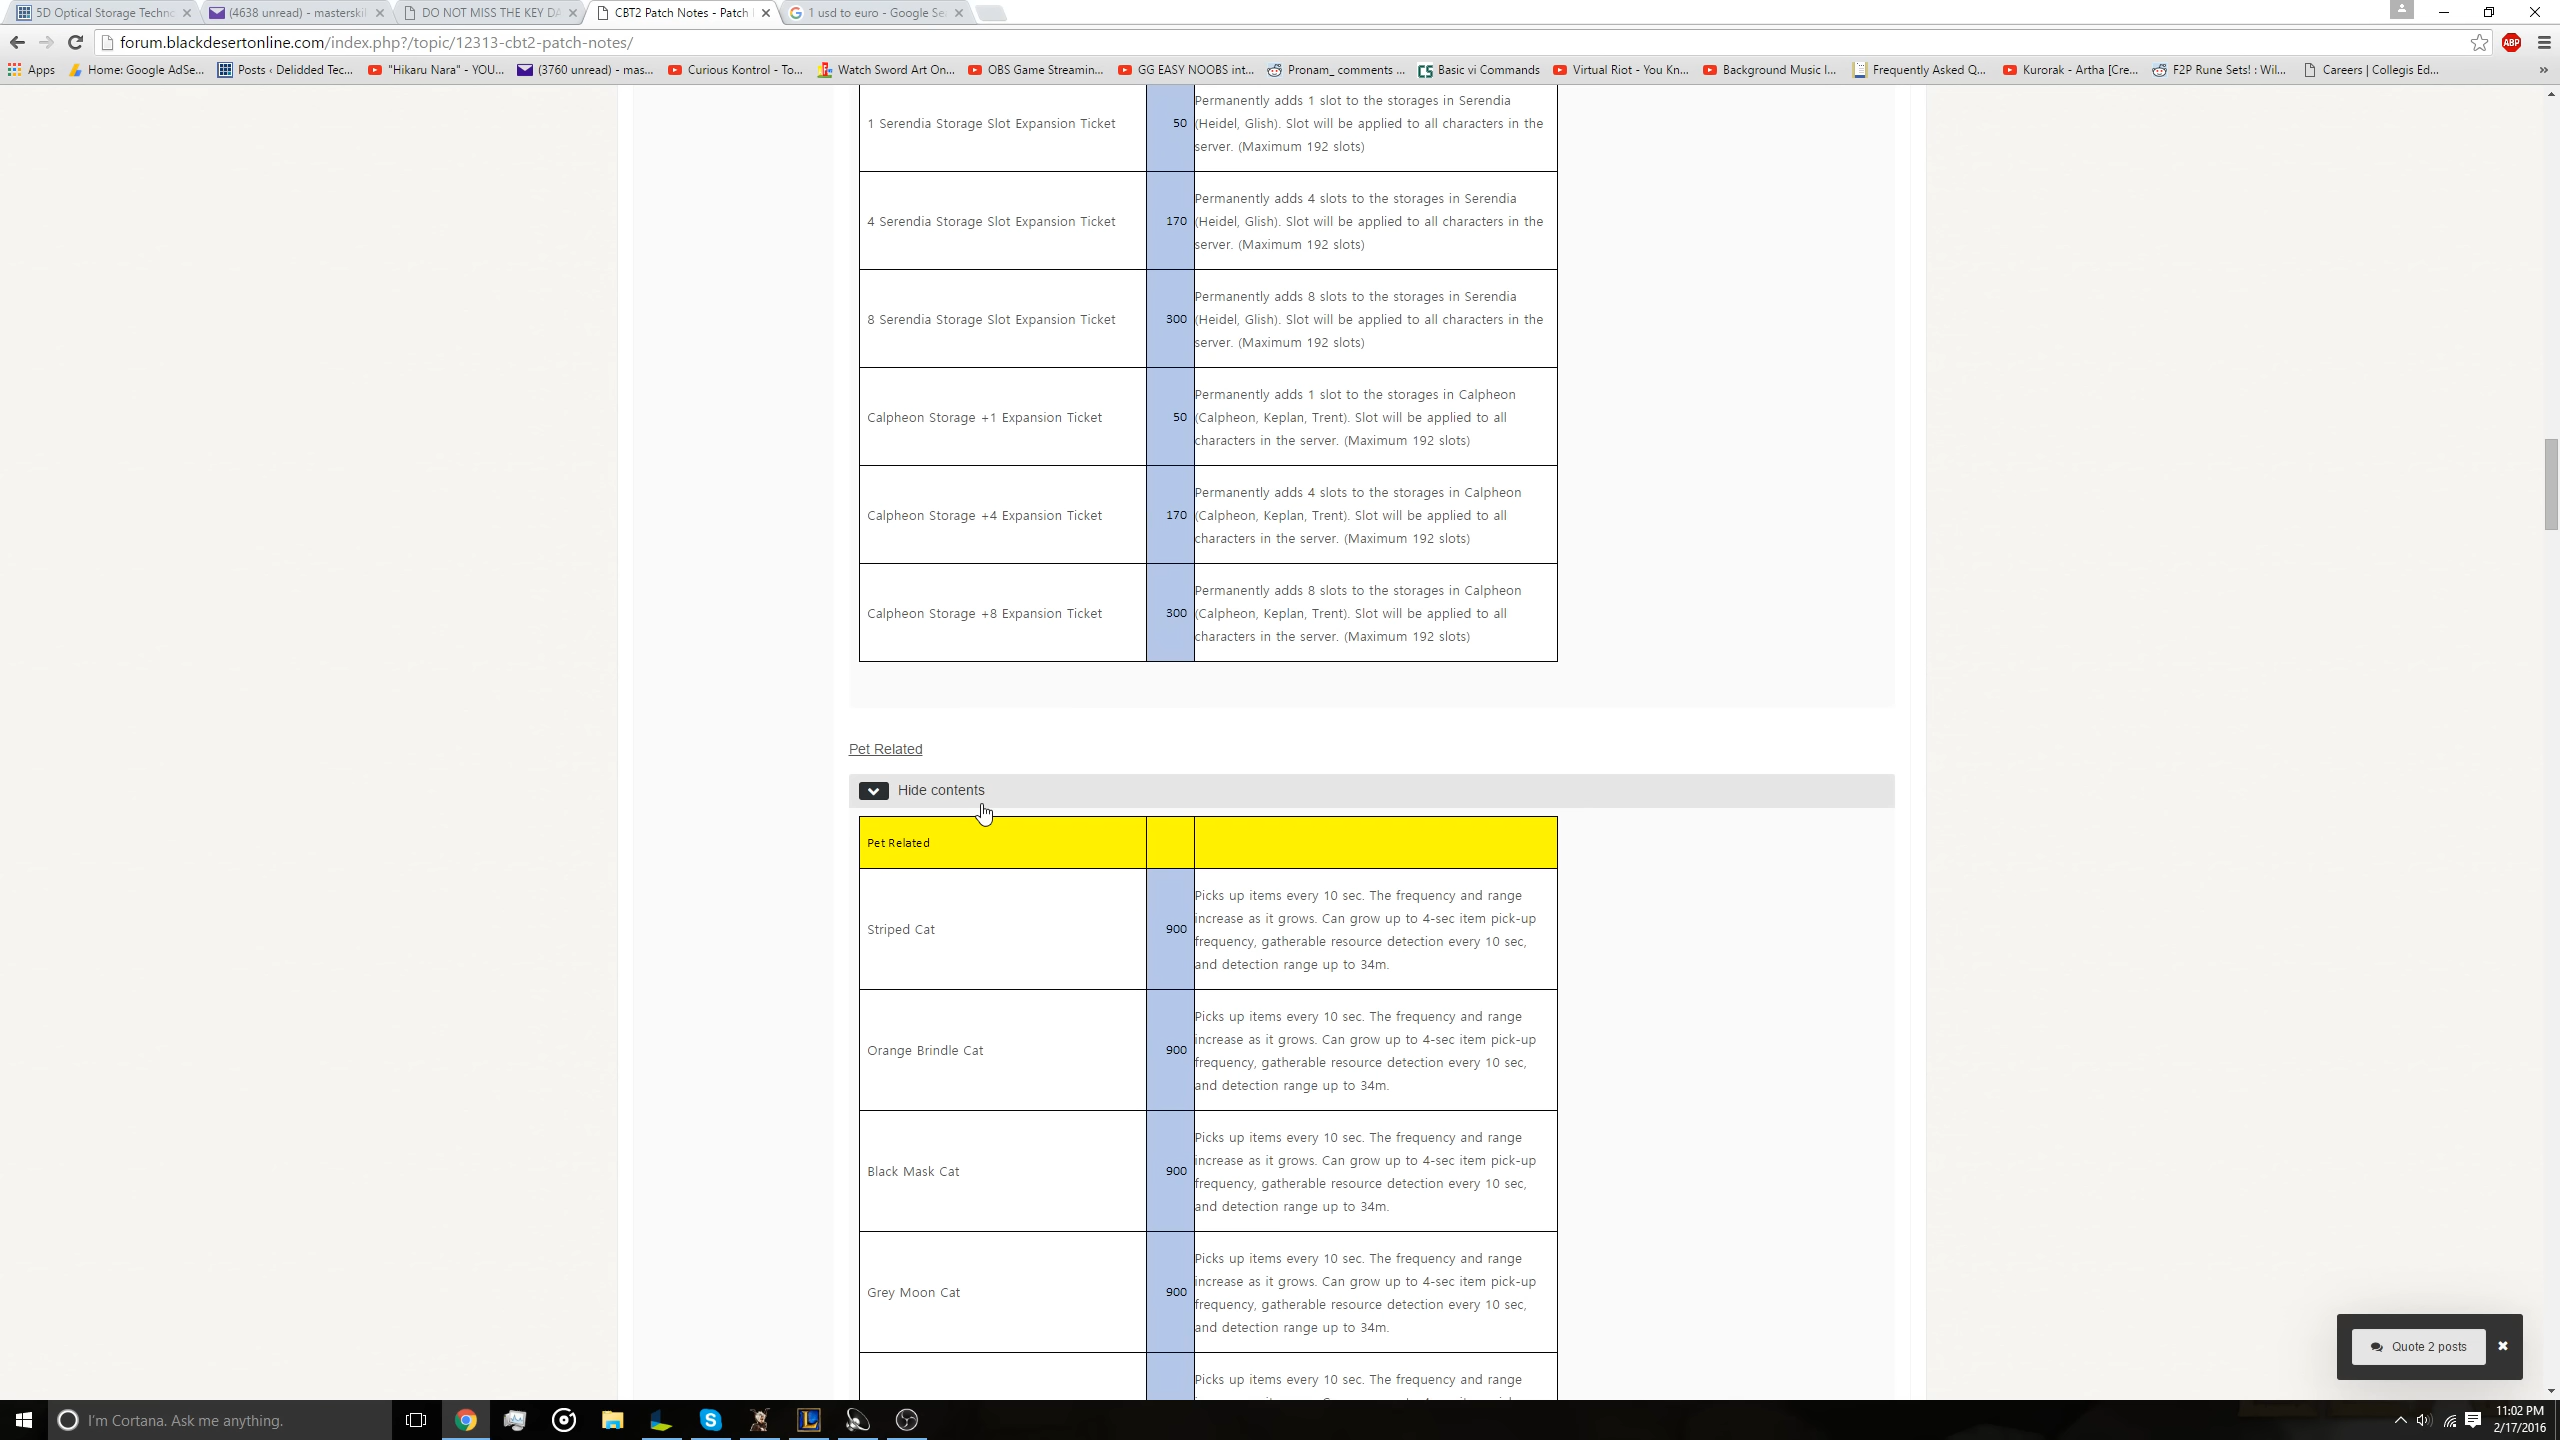 5D Optical Storage Techno
(4638 unread) - masterskil
DO NOT MISS THE KEY DA
CBT2 Patch Notes - Patch
1 usd to euro - Google Se
forum.blackdesertonline.com/index.php?/topic/12313-cbt2-patch-notes/
ABP
Apps
Home: Google AdSe...
Posts ‹ Delidded Tec...
"Hikaru Nara" - YOU...
(3760 unread) - mas...
Curious Kontrol - To...
Watch Sword Art On...
OBS Game Streamin...
GG EASY NOOBS int...
Pronam_ comments ...
Basic vi Commands
Virtual Riot - You Kn...
Background Music I...
Frequently Asked Q...
Kurorak - Artha [Cre...
F2P Rune Sets! : Wil...
Careers | Collegis Ed...
1 Serendia Storage Slot Expansion Ticket
50
Permanently adds 1 slot to the storages in Serendia
(Heidel, Glish). Slot will be applied to all characters in the
server. (Maximum 192 slots)
4 Serendia Storage Slot Expansion Ticket
170
Permanently adds 4 slots to the storages in Serendia
(Heidel, Glish). Slot will be applied to all characters in the
server. (Maximum 192 slots)
8 Serendia Storage Slot Expansion Ticket
300
Permanently adds 8 slots to the storages in Serendia
(Heidel, Glish). Slot will be applied to all characters in the
server. (Maximum 192 slots)
Calpheon Storage +1 Expansion Ticket
50
Permanently adds 1 slot to the storages in Calpheon
(Calpheon, Keplan, Trent). Slot will be applied to all
characters in the server. (Maximum 192 slots)
Calpheon Storage +4 Expansion Ticket
170
Permanently adds 4 slots to the storages in Calpheon
(Calpheon, Keplan, Trent). Slot will be applied to all
characters in the server. (Maximum 192 slots)
Calpheon Storage +8 Expansion Ticket
300
Permanently adds 8 slots to the storages in Calpheon
(Calpheon, Keplan, Trent). Slot will be applied to all
characters in the server. (Maximum 192 slots)
Pet Related
Hide contents
Pet Related
Striped Cat
900
Picks up items every 10 sec. The frequency and range
increase as it grows. Can grow up to 4-sec item pick-up
frequency, gatherable resource detection every 10 sec,
and detection range up to 34m.
Orange Brindle Cat
900
Picks up items every 10 sec. The frequency and range
increase as it grows. Can grow up to 4-sec item pick-up
frequency, gatherable resource detection every 10 sec,
and detection range up to 34m.
Black Mask Cat
900
Picks up items every 10 sec. The frequency and range
increase as it grows. Can grow up to 4-sec item pick-up
frequency, gatherable resource detection every 10 sec,
and detection range up to 34m.
Grey Moon Cat
900
Picks up items every 10 sec. The frequency and range
increase as it grows. Can grow up to 4-sec item pick-up
frequency, gatherable resource detection every 10 sec,
and detection range up to 34m.
Picks up items every 10 sec. The frequency and range
Quote 2 posts
I'm Cortana. Ask me anything.
11:02 PM
2/17/2016